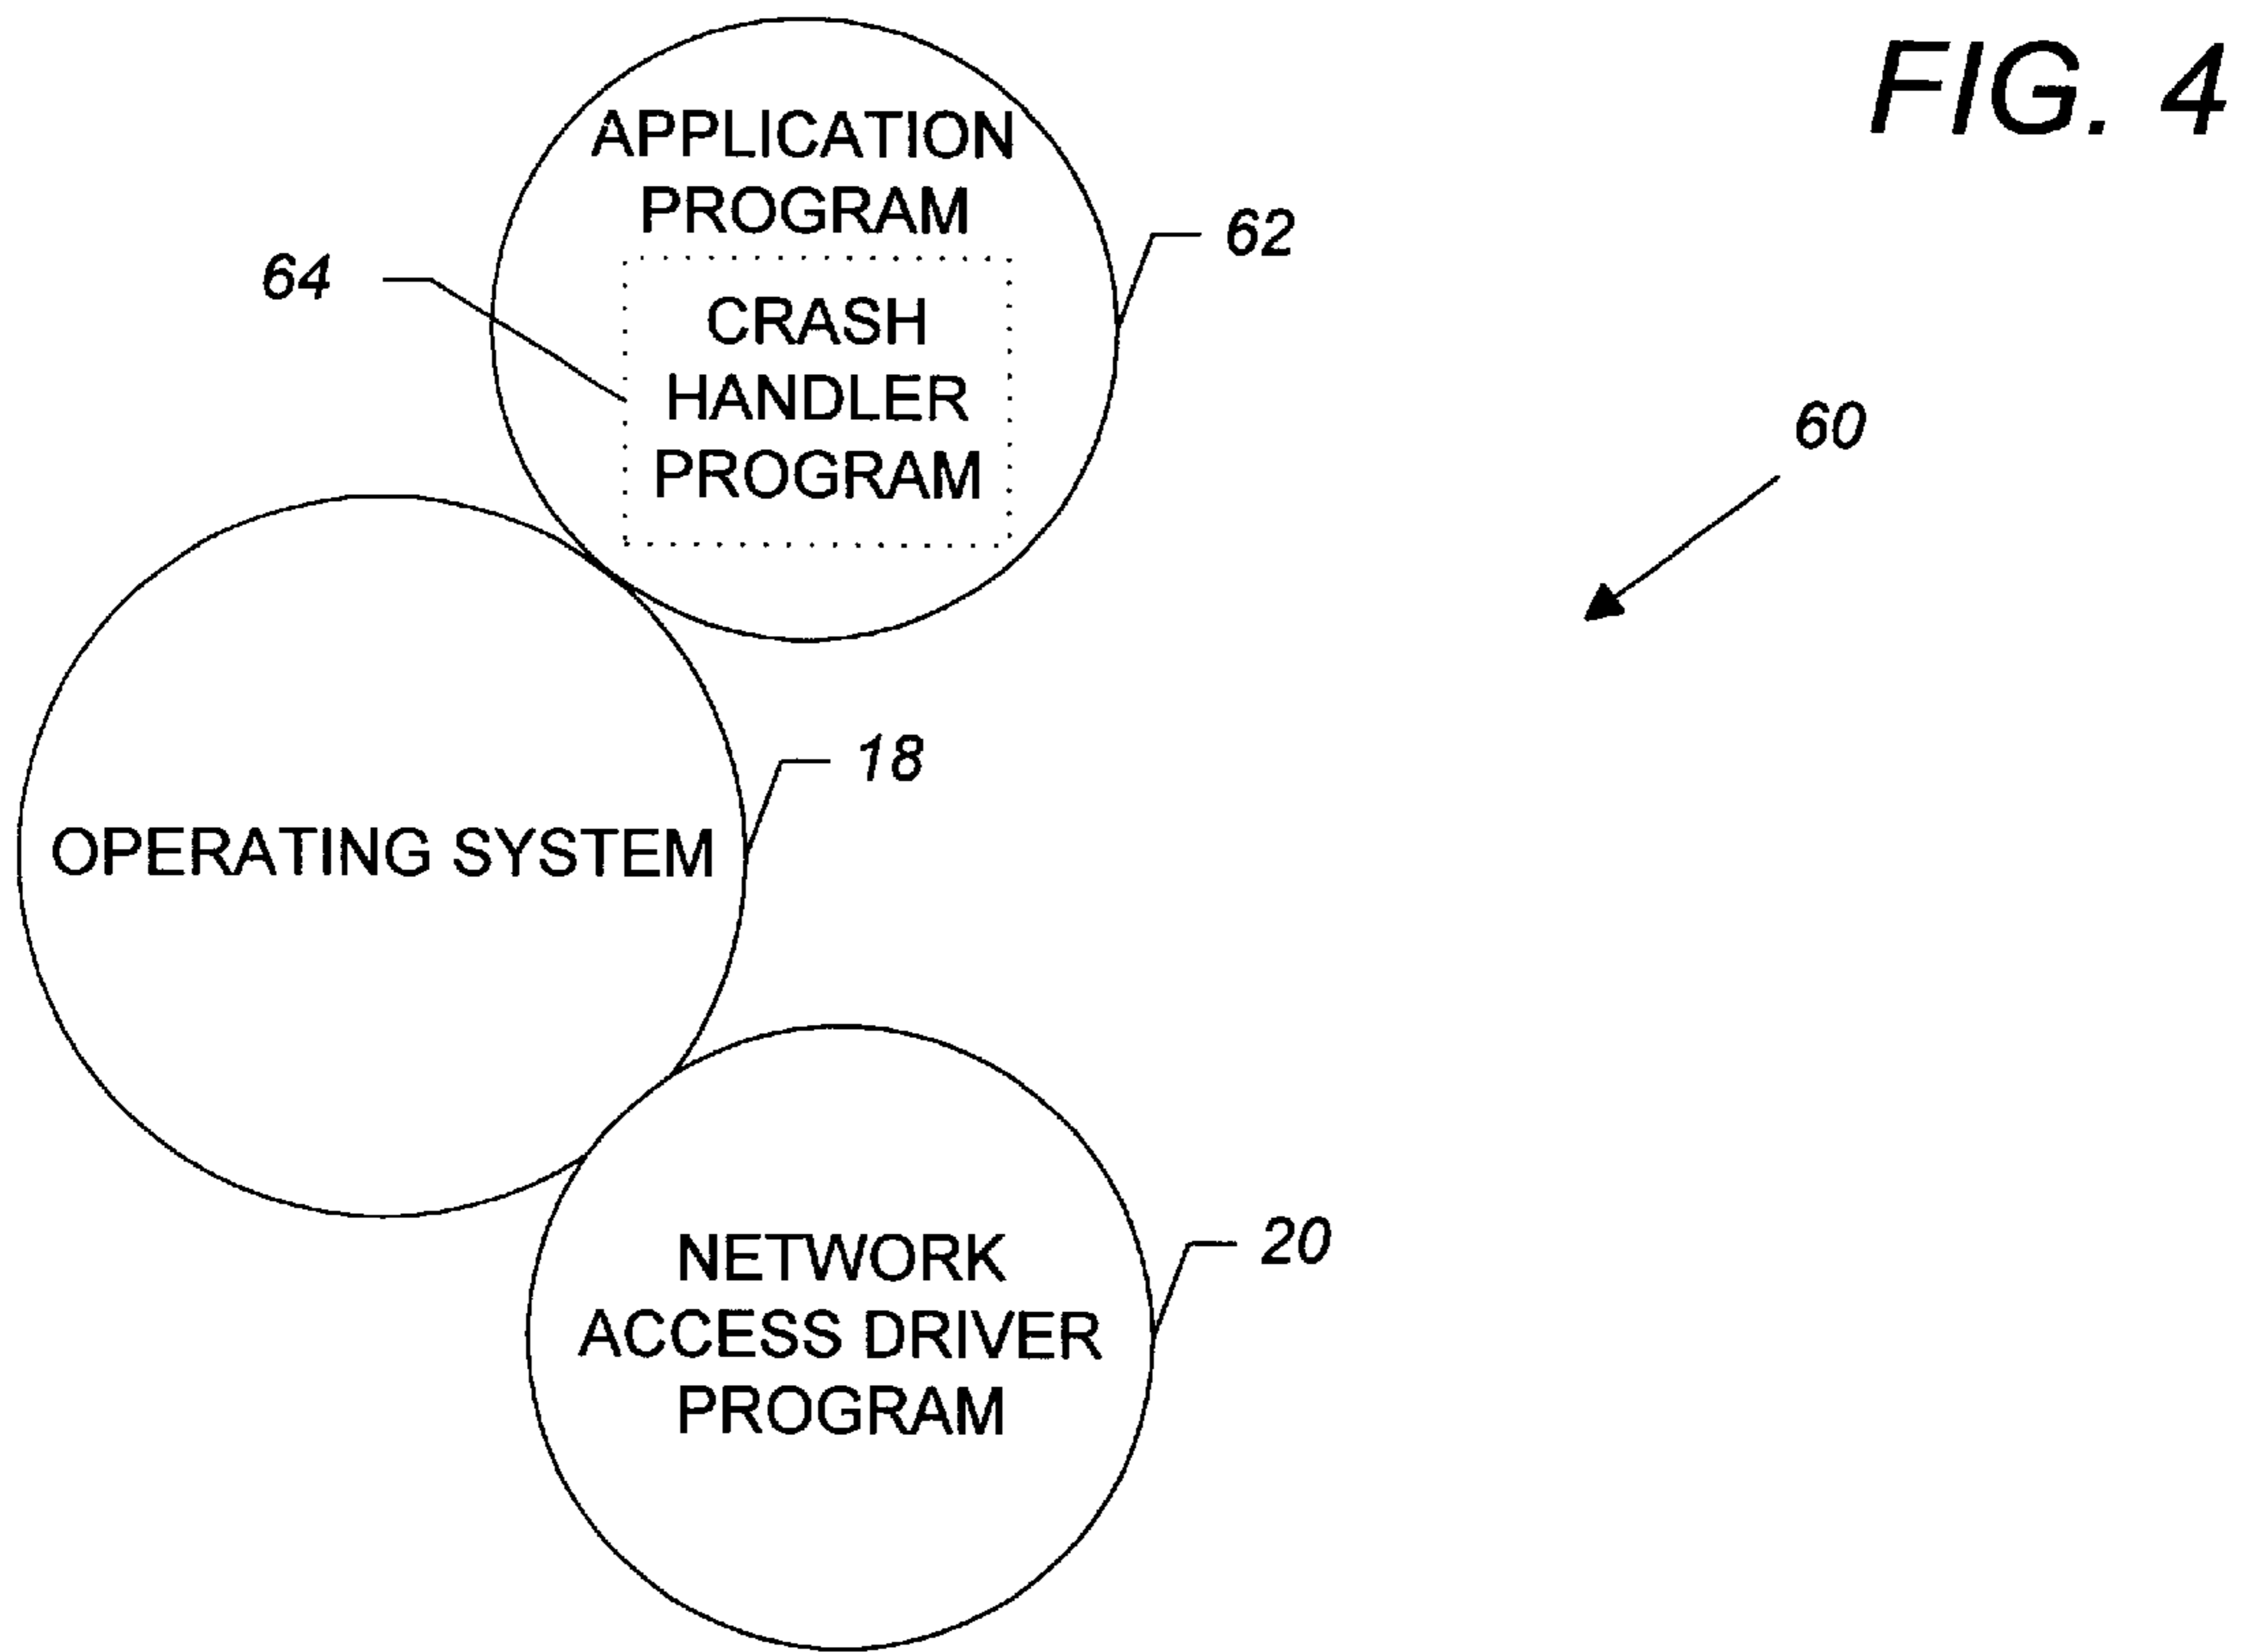 FIG. 4
APPLICATION
PROGRAM
62
64
CRASH
HANDLER
PROGRAM
60
18
OPERATING SYSTEM
20
NETWORK
ACCESS DRIVER
PROGRAM